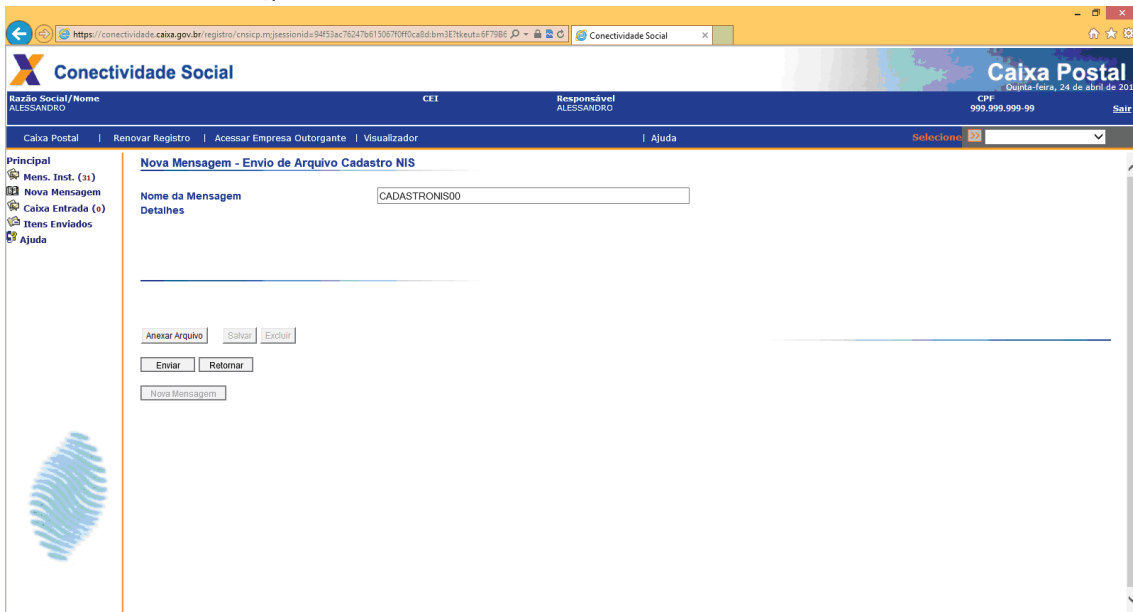 https://conectividade.caixa.gov.br/registro/cnsicp.m;jsessionid=
Conectividade Social
Conectividade Social
Caixa Postal
Quinta-feira, 24 de abril de 201
Razão Social/Nome CEI Responsável CPF
ALESSANDRO ALESSANDRO 999.999.999-99 Sair
Caixa Postal | Renovar Registro | Acessar Empresa Outorgante | Visualizador | Ajuda Selecione
Principal
Mens. Inst. (31)
Nova Mensagem
Caixa Entrada (0)
Itens Enviados
Ajuda
Nova Mensagem - Envio de Arquivo Cadastro NIS
Nome da Mensagem CADASTRONIS00
Detalhes
Anexar Arquivo Salvar Excluir
Enviar Retornar
Nova Mensagem